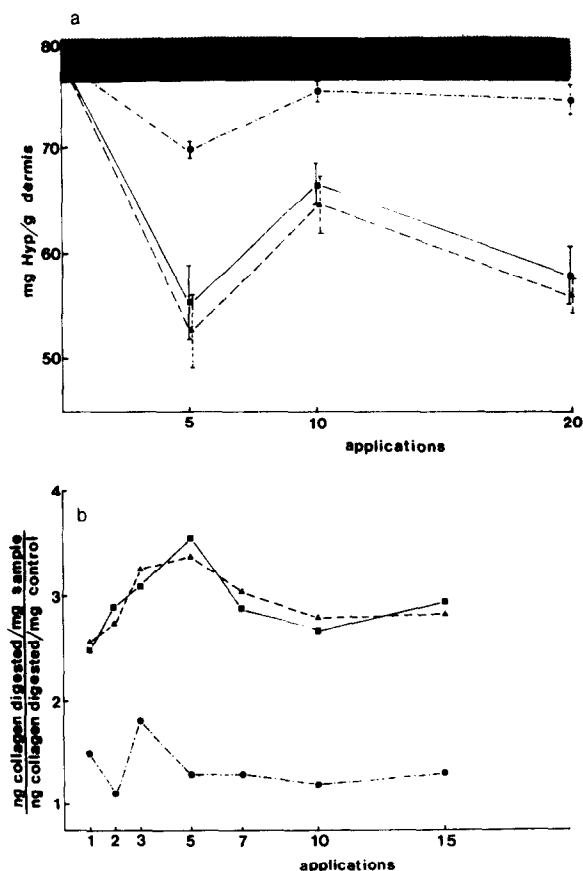 a
80
70
60
50
mg Hyp/g dermis
5 10 20
applications
b
4
3
2
1
ng collagen digested/mg sample
ng collagen digested/mg control
1 2 3 5 7 10 15
applications